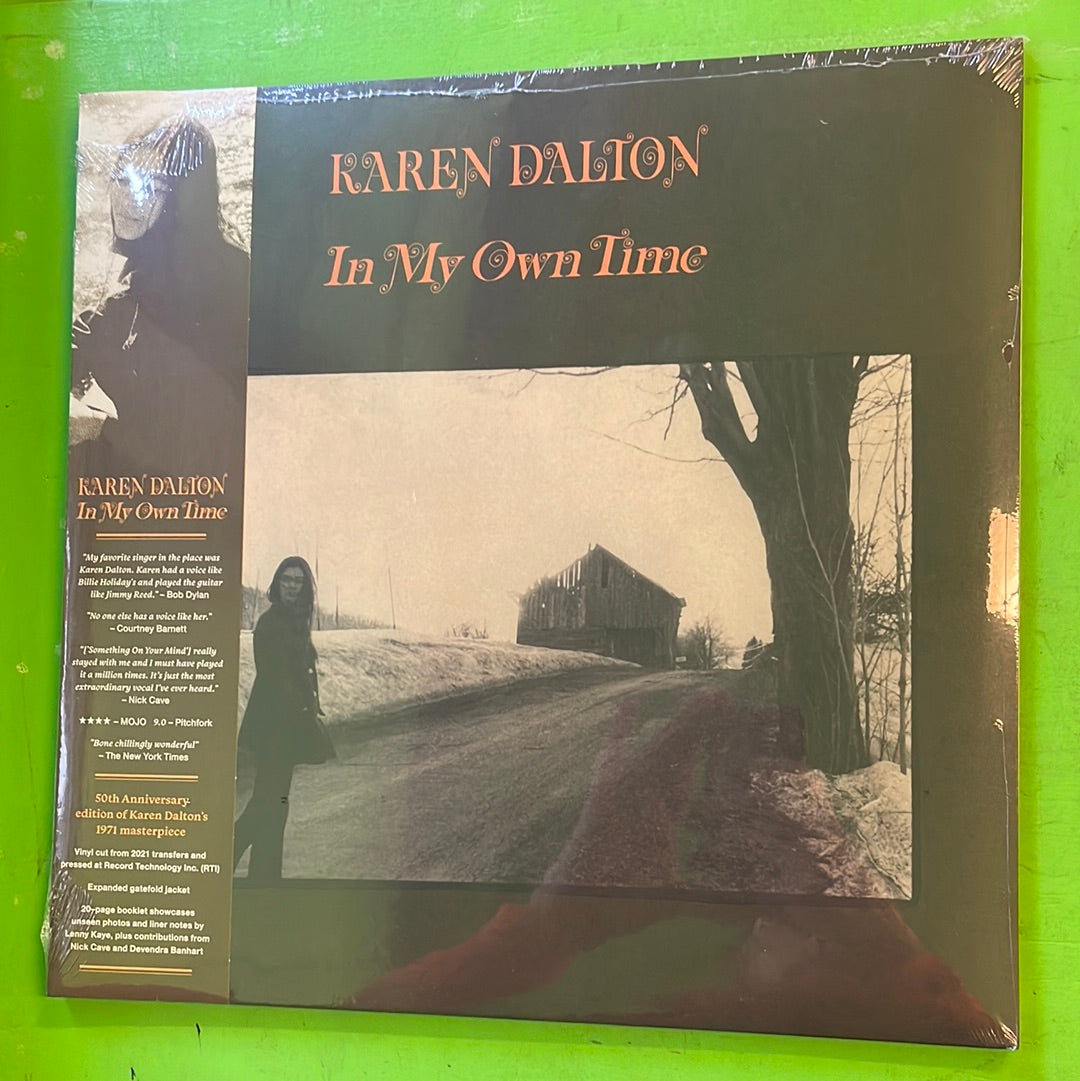 KAREN DALTON
In My Own Time
KAREN DALTON
In My Own Time
"My favorite singer in the place was
Karen Dalton. Karen had a voice like
Billie Holiday's and played the guitar
like Jimmy Reed." – Bob Dylan
"No one else has a voice like her."
– Courtney Barnett
"['Something On Your Mind'] really
stayed with me and I must have played
it a million times. It's just the most
extraordinary vocal I've ever heard."
– Nick Cave
★★★★ – MOJO 9.0 – Pitchfork
"Bone chillingly wonderful"
– The New York Times
50th Anniversary
edition of Karen Dalton's
1971 masterpiece
Vinyl cut from 2021 transfers and
pressed at Record Technology Inc. (RTI)
Expanded gatefold jacket
20-page booklet showcases
unseen photos and liner notes by
Lenny Kaye, plus contributions from
Nick Cave and Devendra Banhart